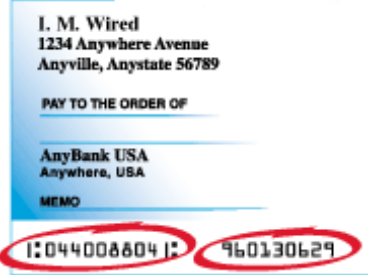 I. M. Wired
1234 Anywhere Avenue
Anyville, Anystate 56789
PAY TO THE ORDER OF
AnyBank USA
Anywhere, USA
MEMO
⑆044008804⑆ 960130629